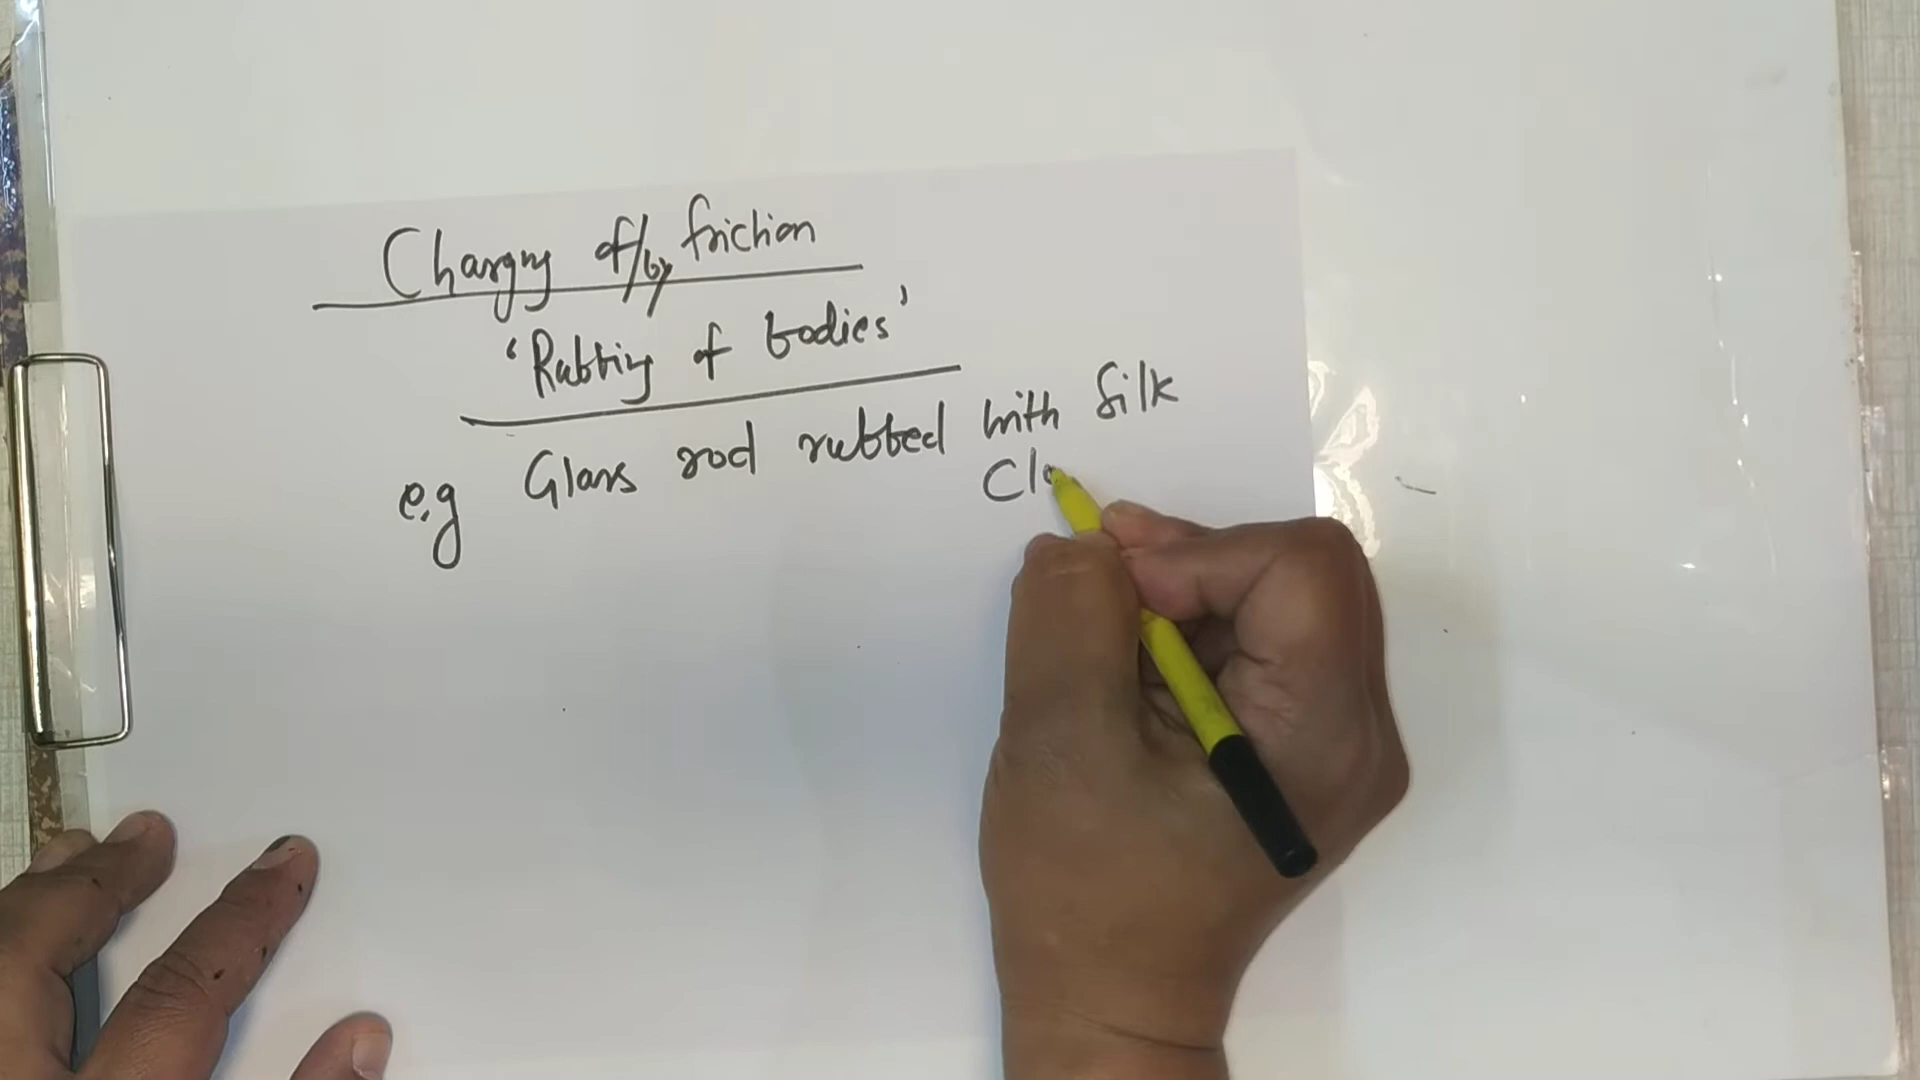 Charging of/by friction
'Rubbing of bodies'
e.g Glass rod rubbed with Silk
Clo